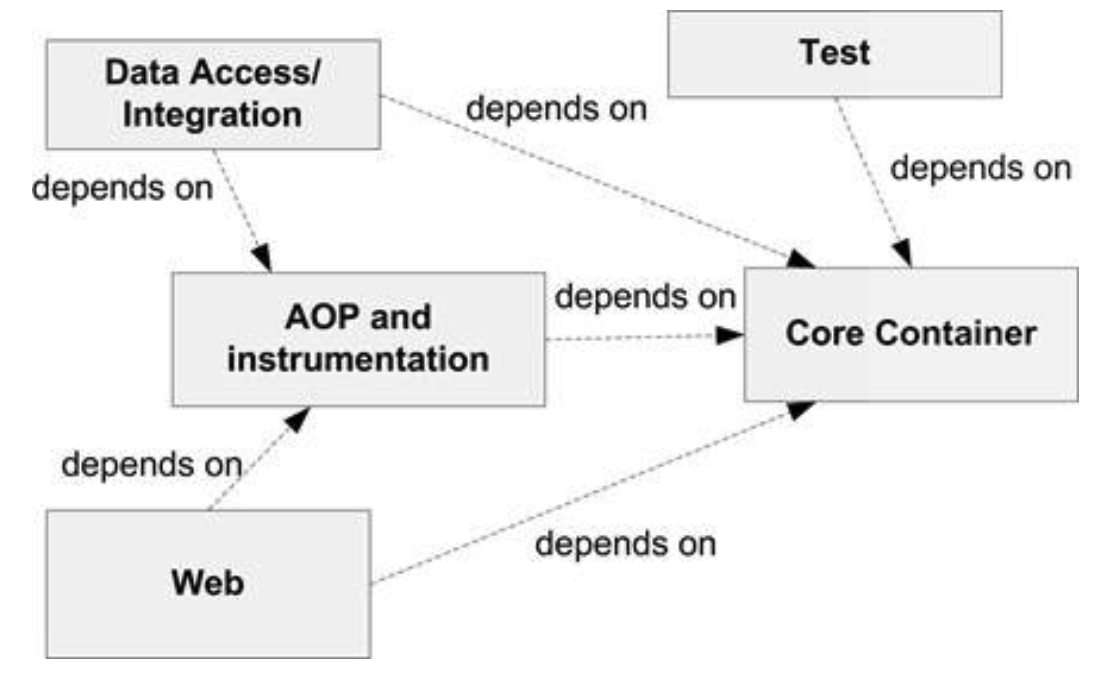 Test
Data Access/
Integration
depends on
depends on
depends on
depends on
AOP and
instrumentation
Core Container
depends on
depends on
Web